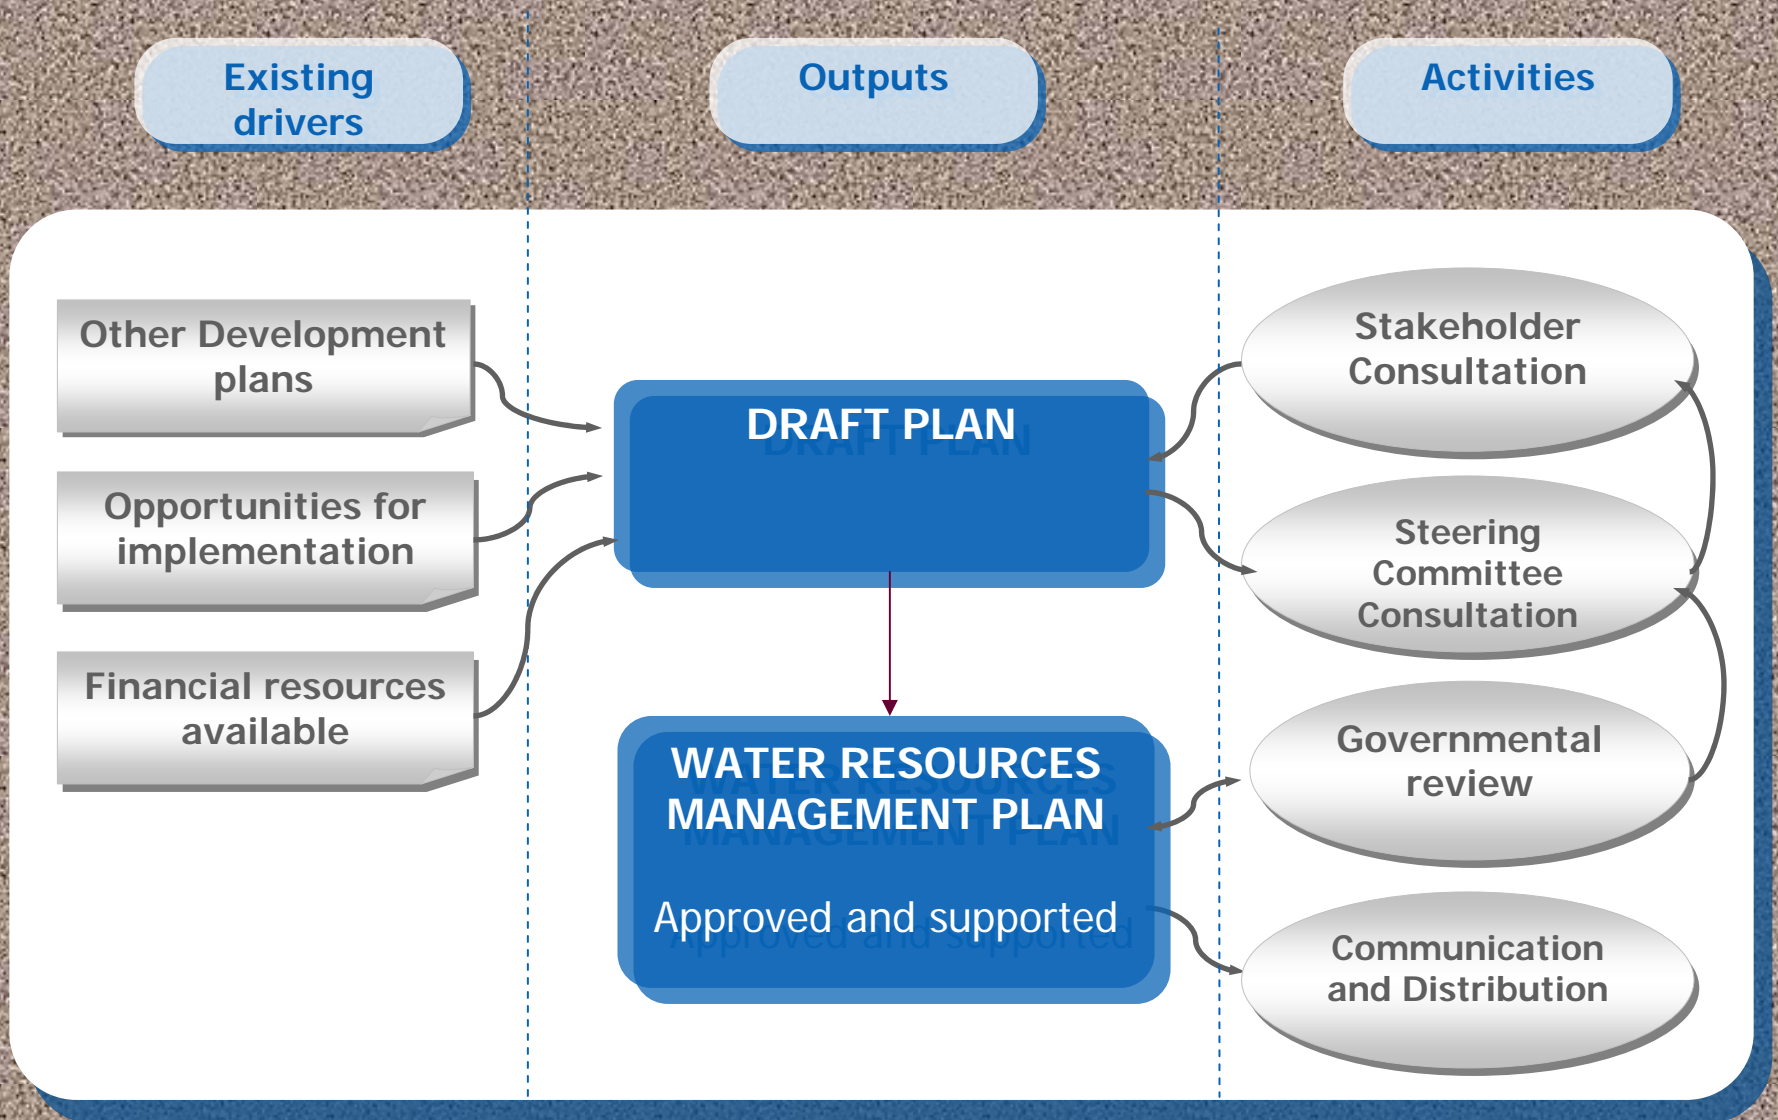 Existing
drivers
Outputs
Activities
Other Development
plans
Opportunities for
implementation
Financial resources
available
DRAFT PLAN
WATER RESOURCES
MANAGEMENT PLAN
Approved and supported
Stakeholder
Consultation
Steering
Committee
Consultation
Governmental
review
Communication
and Distribution